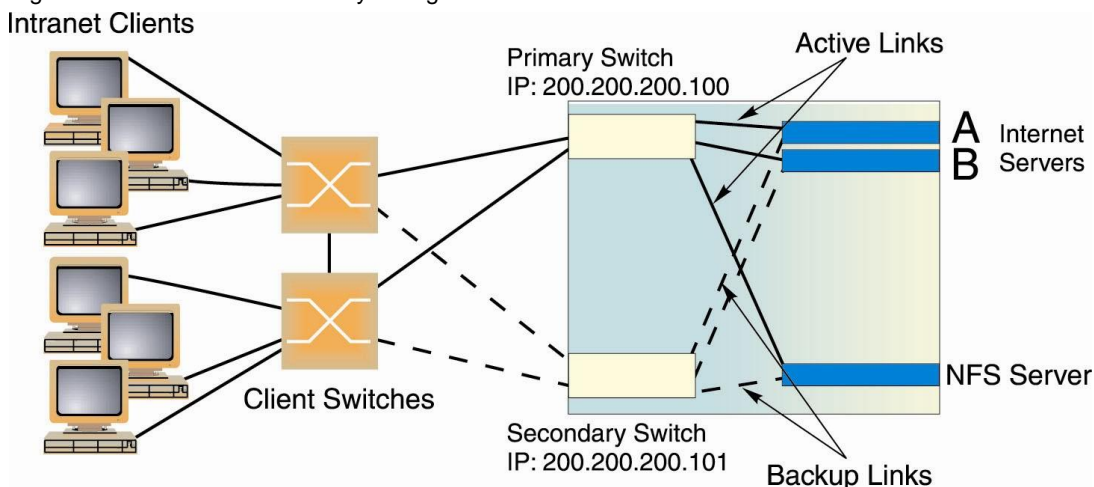 Intranet Clients
Active Links
Primary Switch
IP: 200.200.200.100
A Internet
B Servers
Client Switches
NFS Server
Secondary Switch
IP: 200.200.200.101
Backup Links